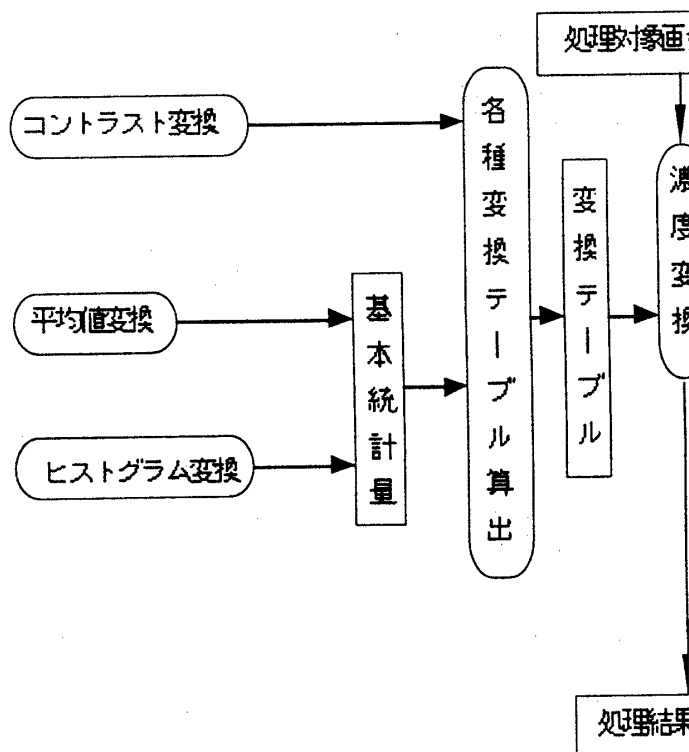 処理対象画
コントラスト変換
各種変換テーブル算出
濃度変換
変換テーブル
平均値変換
基本統計量
ヒストグラム変換
処理結果